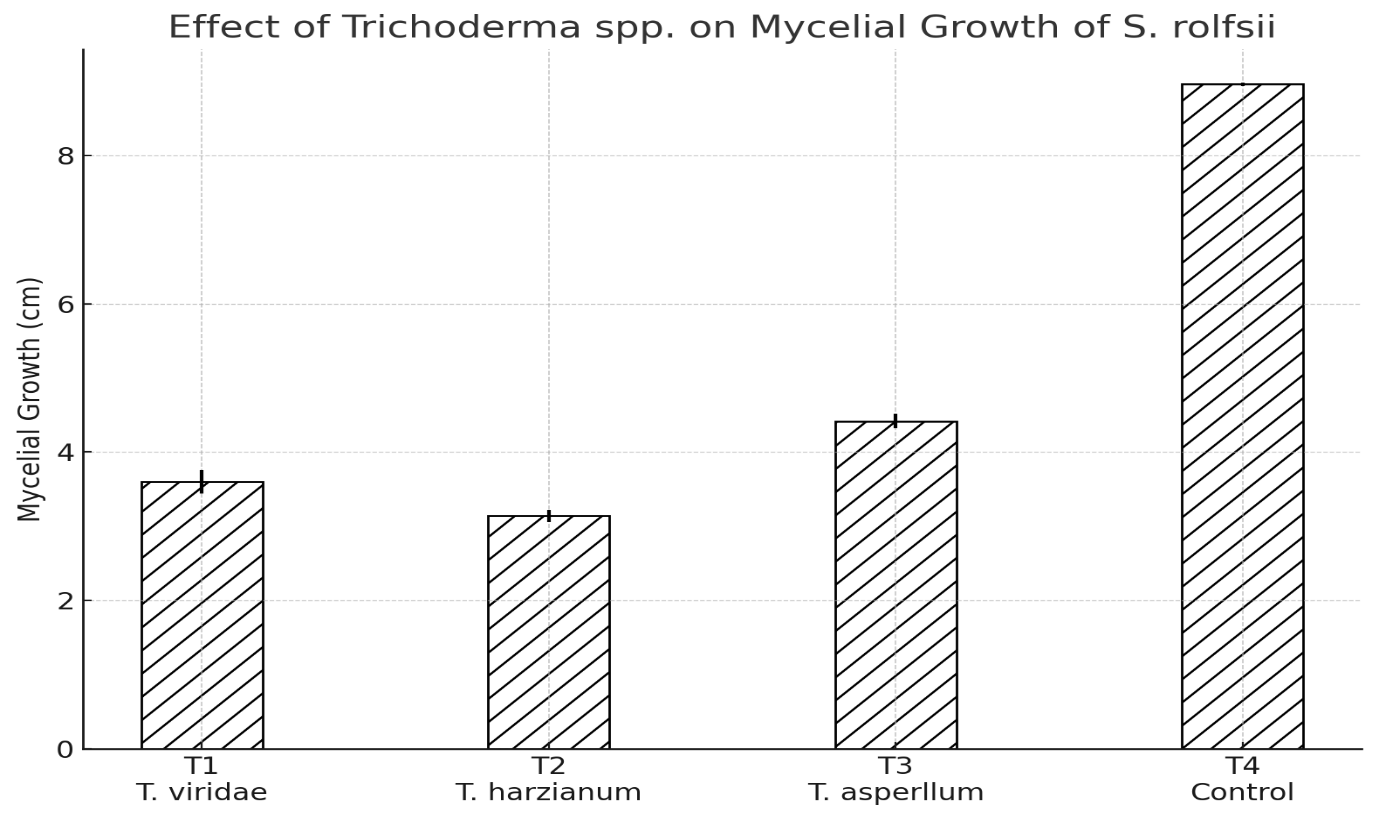 Effect of Trichoderma spp. on Mycelial Growth of S. rolfsii
Mycelial Growth (cm)
8
6
4
2
0
T1
T. viridae
T2
T. harzianum
T3
T. asperllum
T4
Control